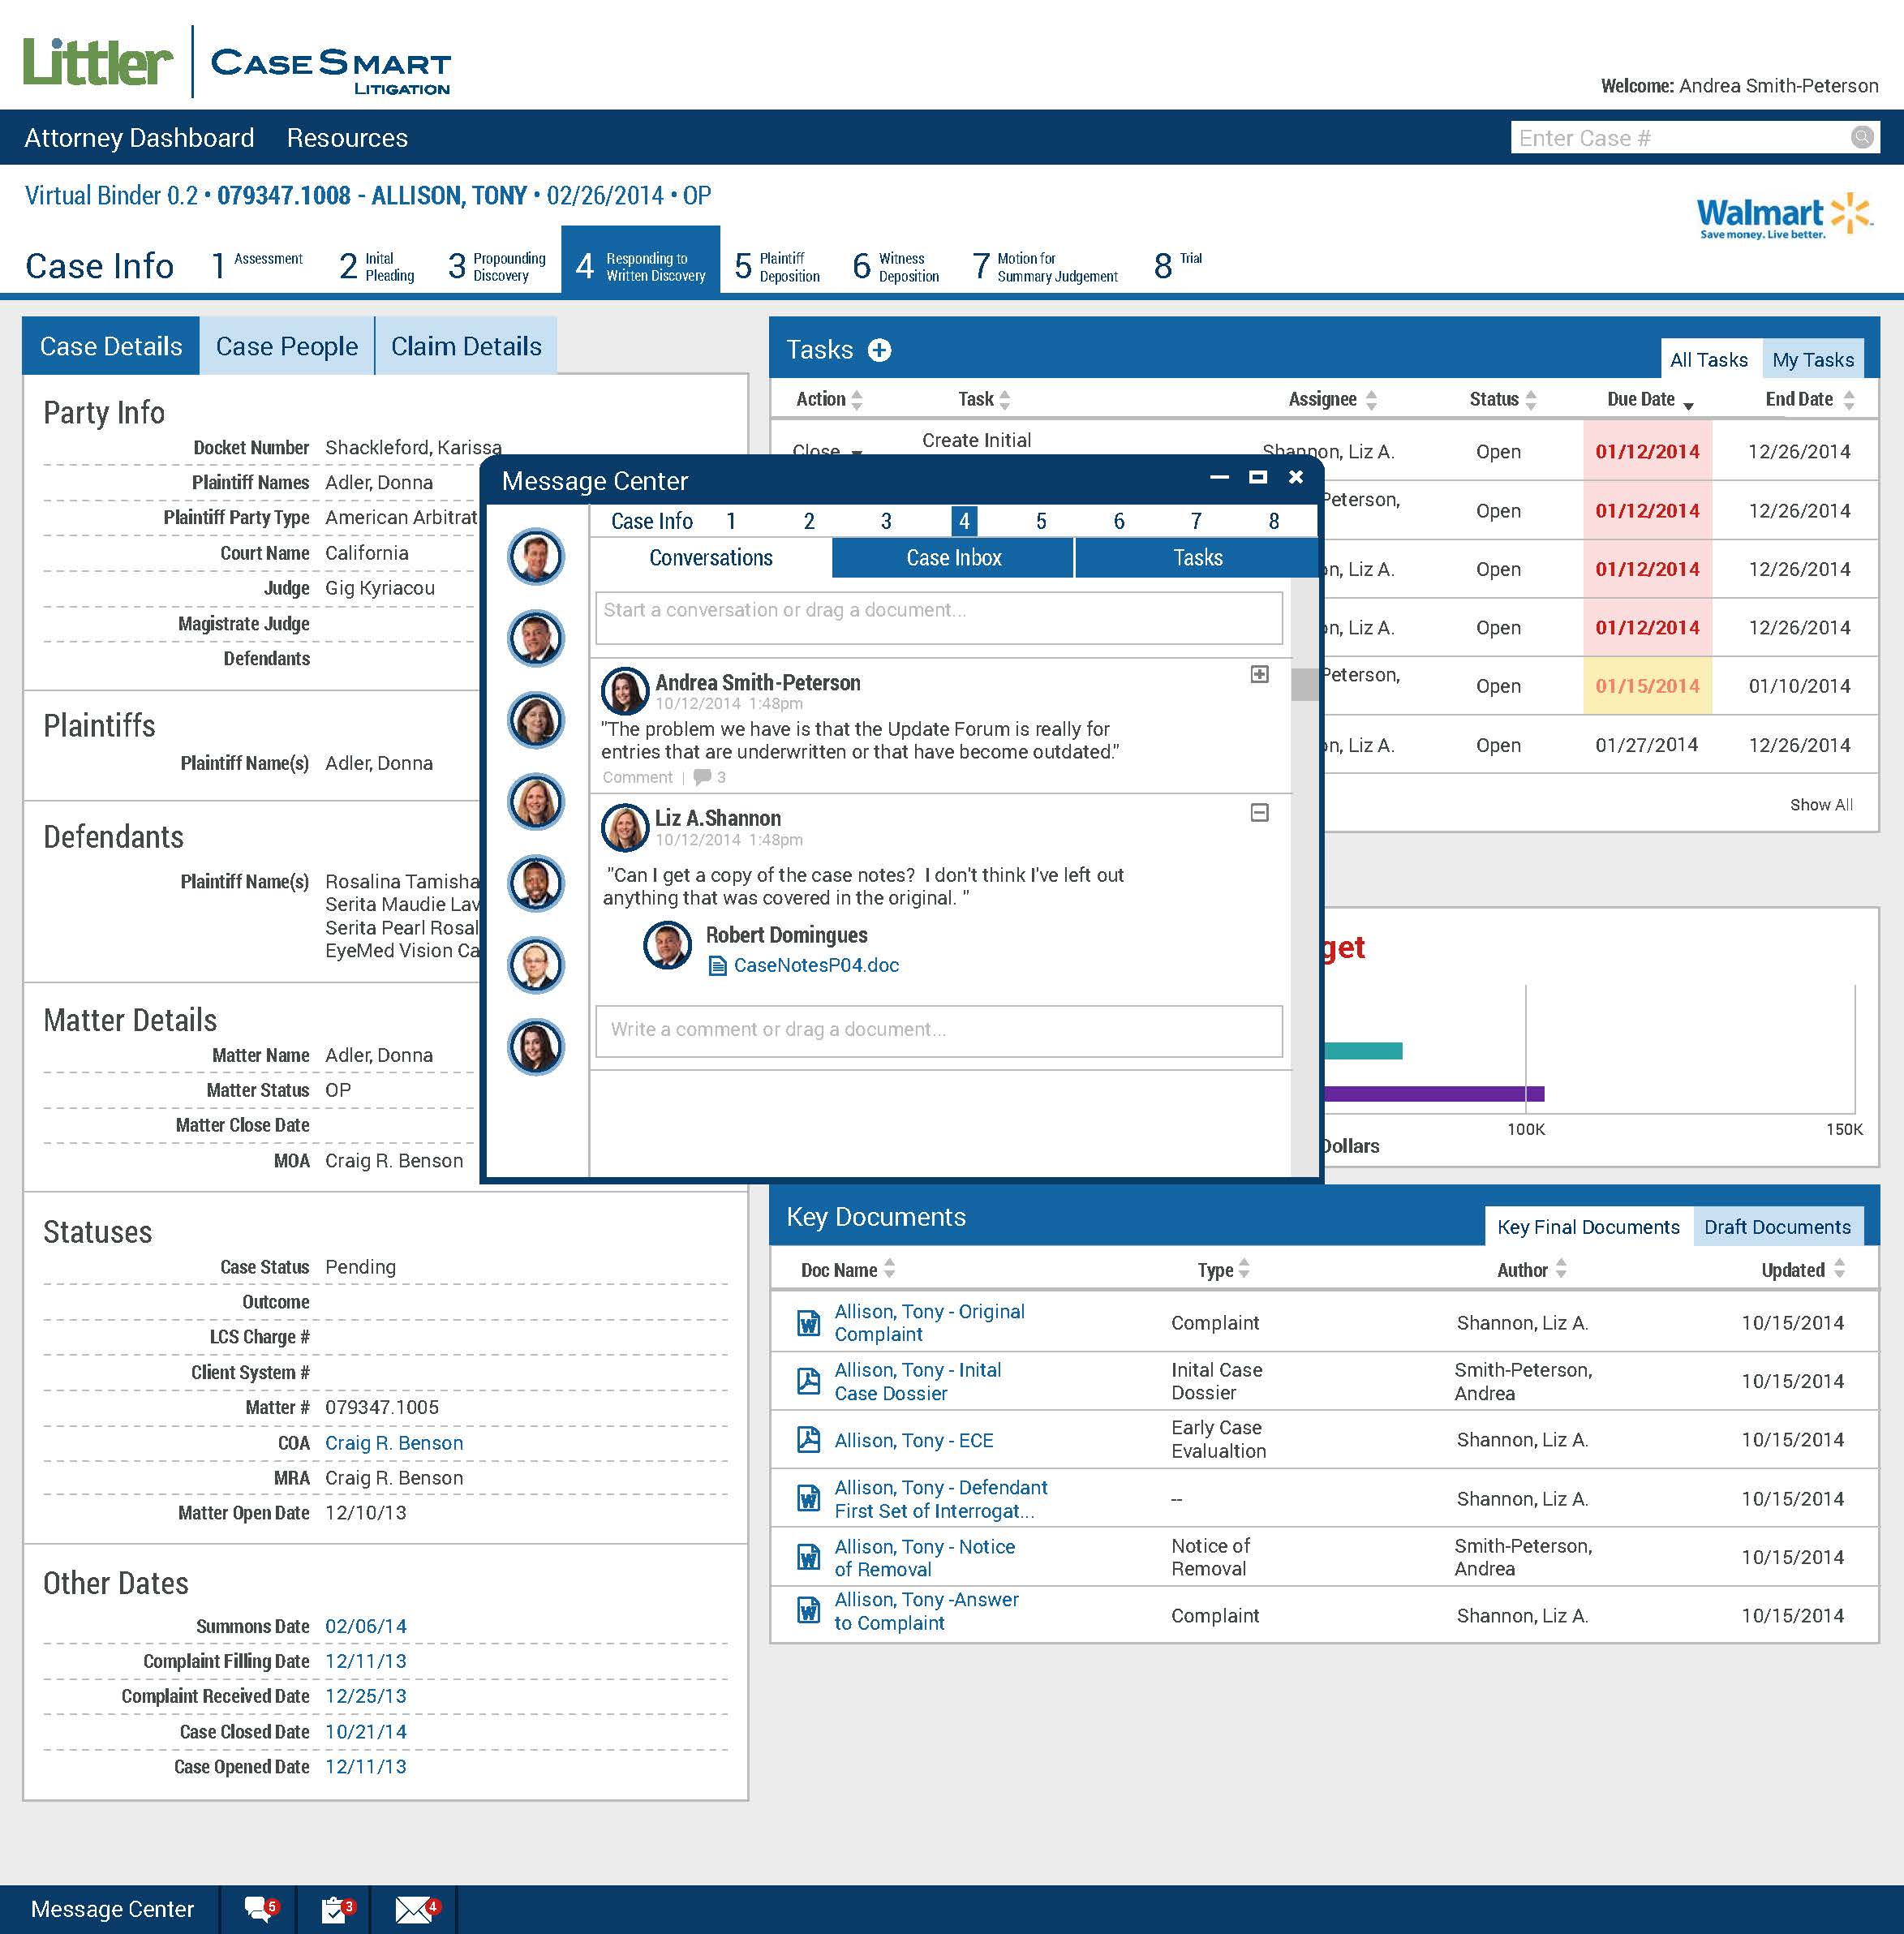 Littler | CASESMART
LITIGATION
Welcome: Andrea Smith-Peterson
Attorney Dashboard Resources
Enter Case #
Virtual Binder 0.2 • 079347.1008 - ALLISON, TONY • 02/26/2014 • OP
Walmart
Save money. Live better.
Case Info
1 Assessment
2 Inital
Pleading
3 Propounding
Discovery
4 Responding to
Written Discovery
5 Plaintiff
Deposition
6 Witness
Deposition
7 Motion for
Summary Judgement
8 Trial
Case Details Case People Claim Details
Party Info
Docket Number Shackleford, Karissa
Plaintiff Names Adler, Donna
Plaintiff Party Type American Arbitrat
Court Name California
Judge Gig Kyriacou
Magistrate Judge
Defendants
Plaintiffs
Plaintiff Name(s) Adler, Donna
Defendants
Plaintiff Name(s) Rosalina Tamisha
Serita Maudie Lav
Serita Pearl Rosal
EyeMed Vision Ca
Matter Details
Matter Name Adler, Donna
Matter Status OP
Matter Close Date
MOA Craig R. Benson
Statuses
Case Status Pending
Outcome
LCS Charge #
Client System #
Matter # 079347.1005
COA Craig R. Benson
MRA Craig R. Benson
Matter Open Date 12/10/13
Other Dates
Summons Date 02/06/14
Complaint Filling Date 12/11/13
Complaint Received Date 12/25/13
Case Closed Date 10/21/14
Case Opened Date 12/11/13
Tasks
All Tasks My Tasks
Action Task Assignee Status Due Date End Date
Close Create Initial Shannon, Liz A. Open 01/12/2014 12/26/2014
Peterson, Open 01/12/2014 12/26/2014
on, Liz A. Open 01/12/2014 12/26/2014
on, Liz A. Open 01/12/2014 12/26/2014
Peterson, Open 01/15/2014 01/10/2014
on, Liz A. Open 01/27/2014 12/26/2014
Show All
Message Center
Case Info 1 2 3 4 5 6 7 8
Conversations Case Inbox Tasks
Start a conversation or drag a document...
Andrea Smith-Peterson
10/12/2014 1:48pm
"The problem we have is that the Update Forum is really for
entries that are underwritten or that have become outdated."
Comment | 3
Liz A.Shannon
10/12/2014 1:48pm
"Can I get a copy of the case notes? I don't think I've left out
anything that was covered in the original. "
Robert Domingues
CaseNotesP04.doc
Write a comment or drag a document...
get
100K 150K
Dollars
Key Documents
Key Final Documents Draft Documents
Doc Name Type Author Updated
Allison, Tony - Original
Complaint
Complaint
Shannon, Liz A.
10/15/2014
Allison, Tony - Inital
Case Dossier
Inital Case
Dossier
Smith-Peterson,
Andrea
10/15/2014
Allison, Tony - ECE
Early Case
Evalualtion
Shannon, Liz A.
10/15/2014
Allison, Tony - Defendant
First Set of Interrogat...
--
Shannon, Liz A.
10/15/2014
Allison, Tony - Notice
of Removal
Notice of
Removal
Smith-Peterson,
Andrea
10/15/2014
Allison, Tony -Answer
to Complaint
Complaint
Shannon, Liz A.
10/15/2014
Message Center 5 3 4